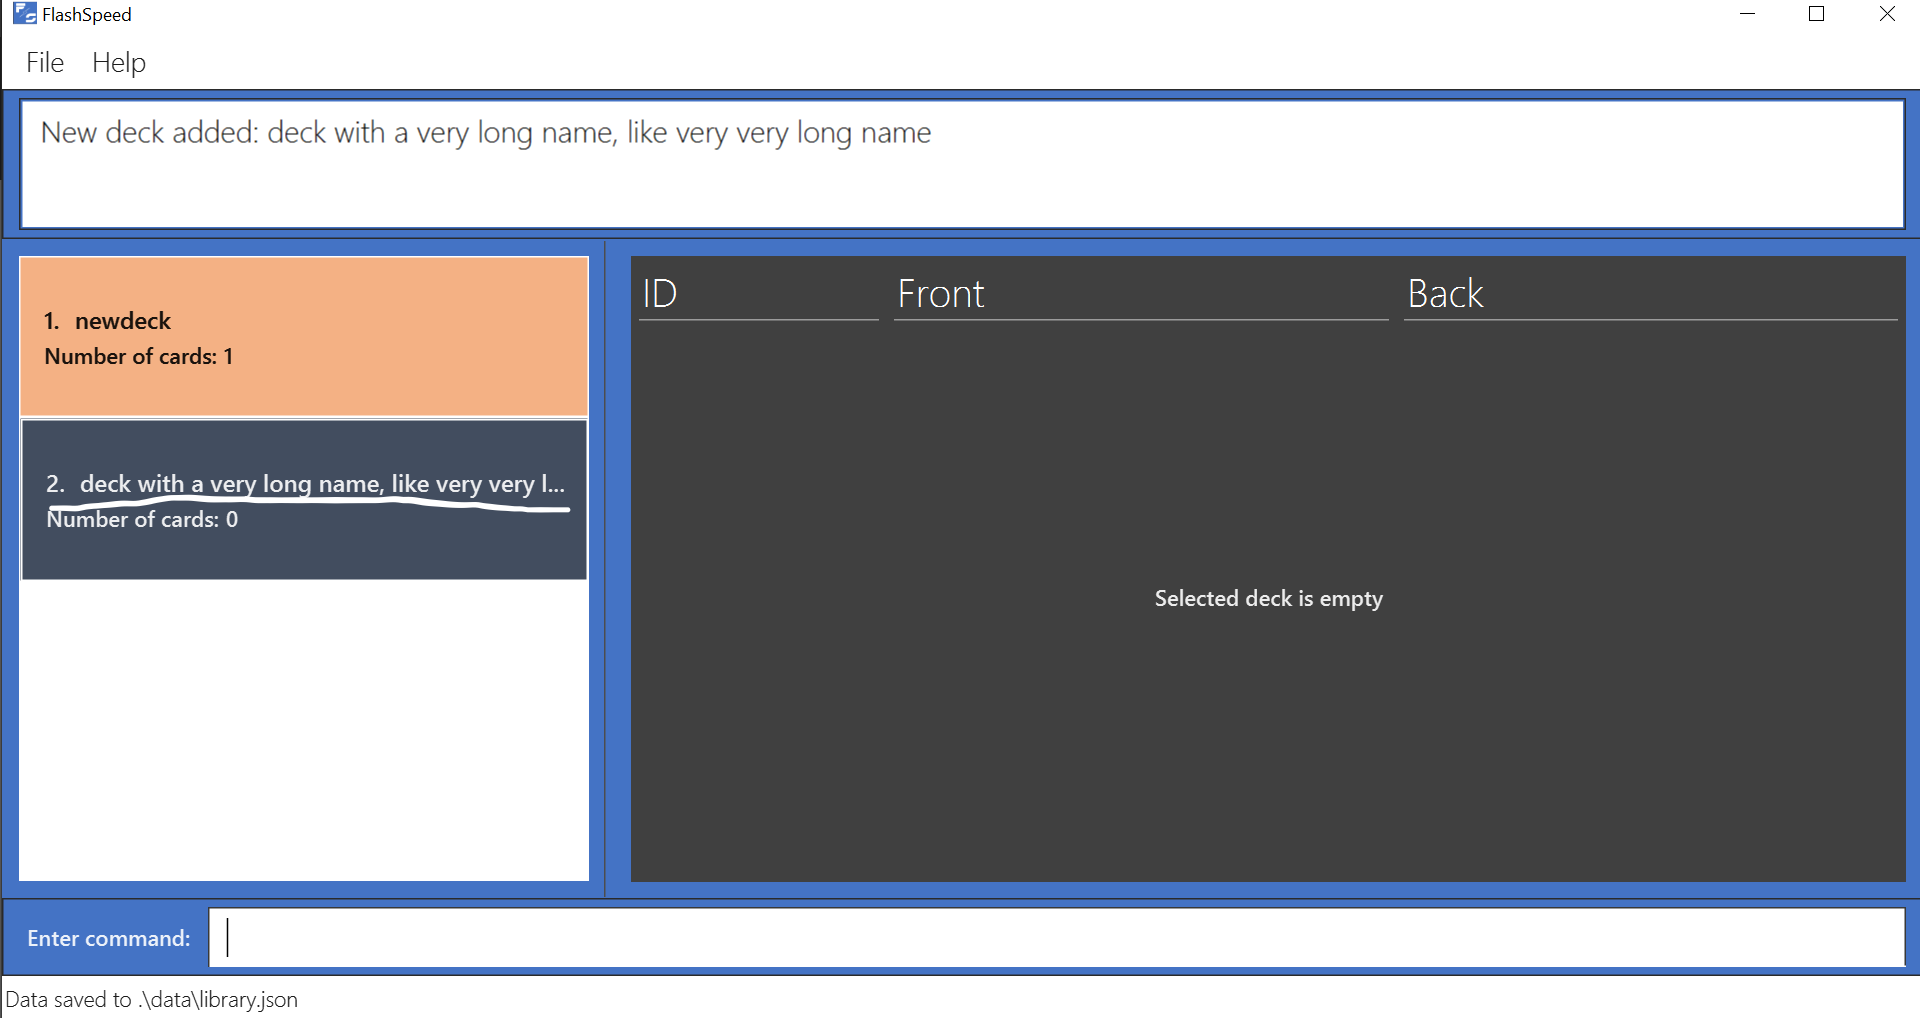 FlashSpeed
File Help
New deck added: deck with a very long name, like very very long name
1. newdeck
Number of cards: 1
2. deck with a very long name, like very very l...
Number of cards: 0
ID Front Back
Selected deck is empty
Enter command:
Data saved to .\data\library.json